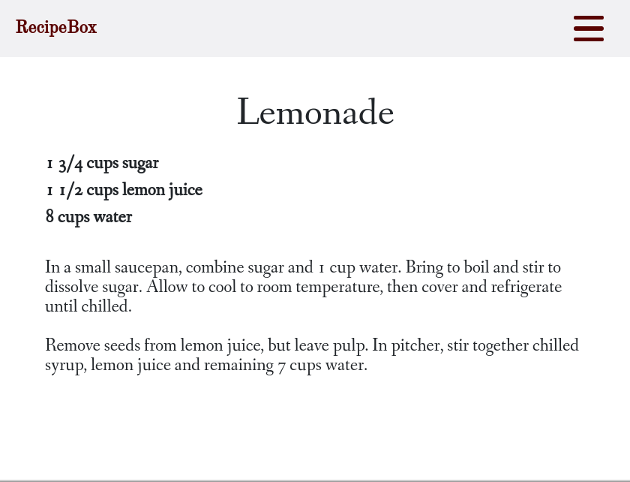 RecipeBox
Lemonade
1 3/4 cups sugar
1 1/2 cups lemon juice
8 cups water
In a small saucepan, combine sugar and 1 cup water. Bring to boil and stir to
dissolve sugar. Allow to cool to room temperature, then cover and refrigerate
until chilled.
Remove seeds from lemon juice, but leave pulp. In pitcher, stir together chilled
syrup, lemon juice and remaining 7 cups water.